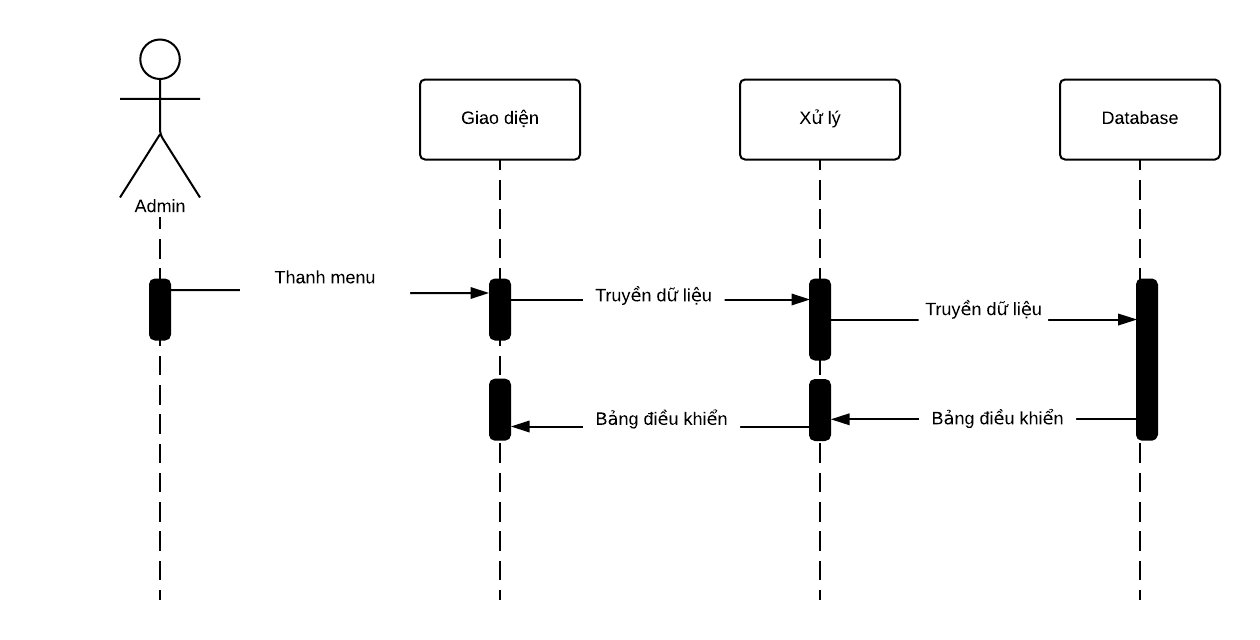 Giao diện
Xử lý
Database
Admin
Thanh menu
Truyền dữ liệu
Truyền dữ liệu
Bảng điều khiển
Bảng điều khiển